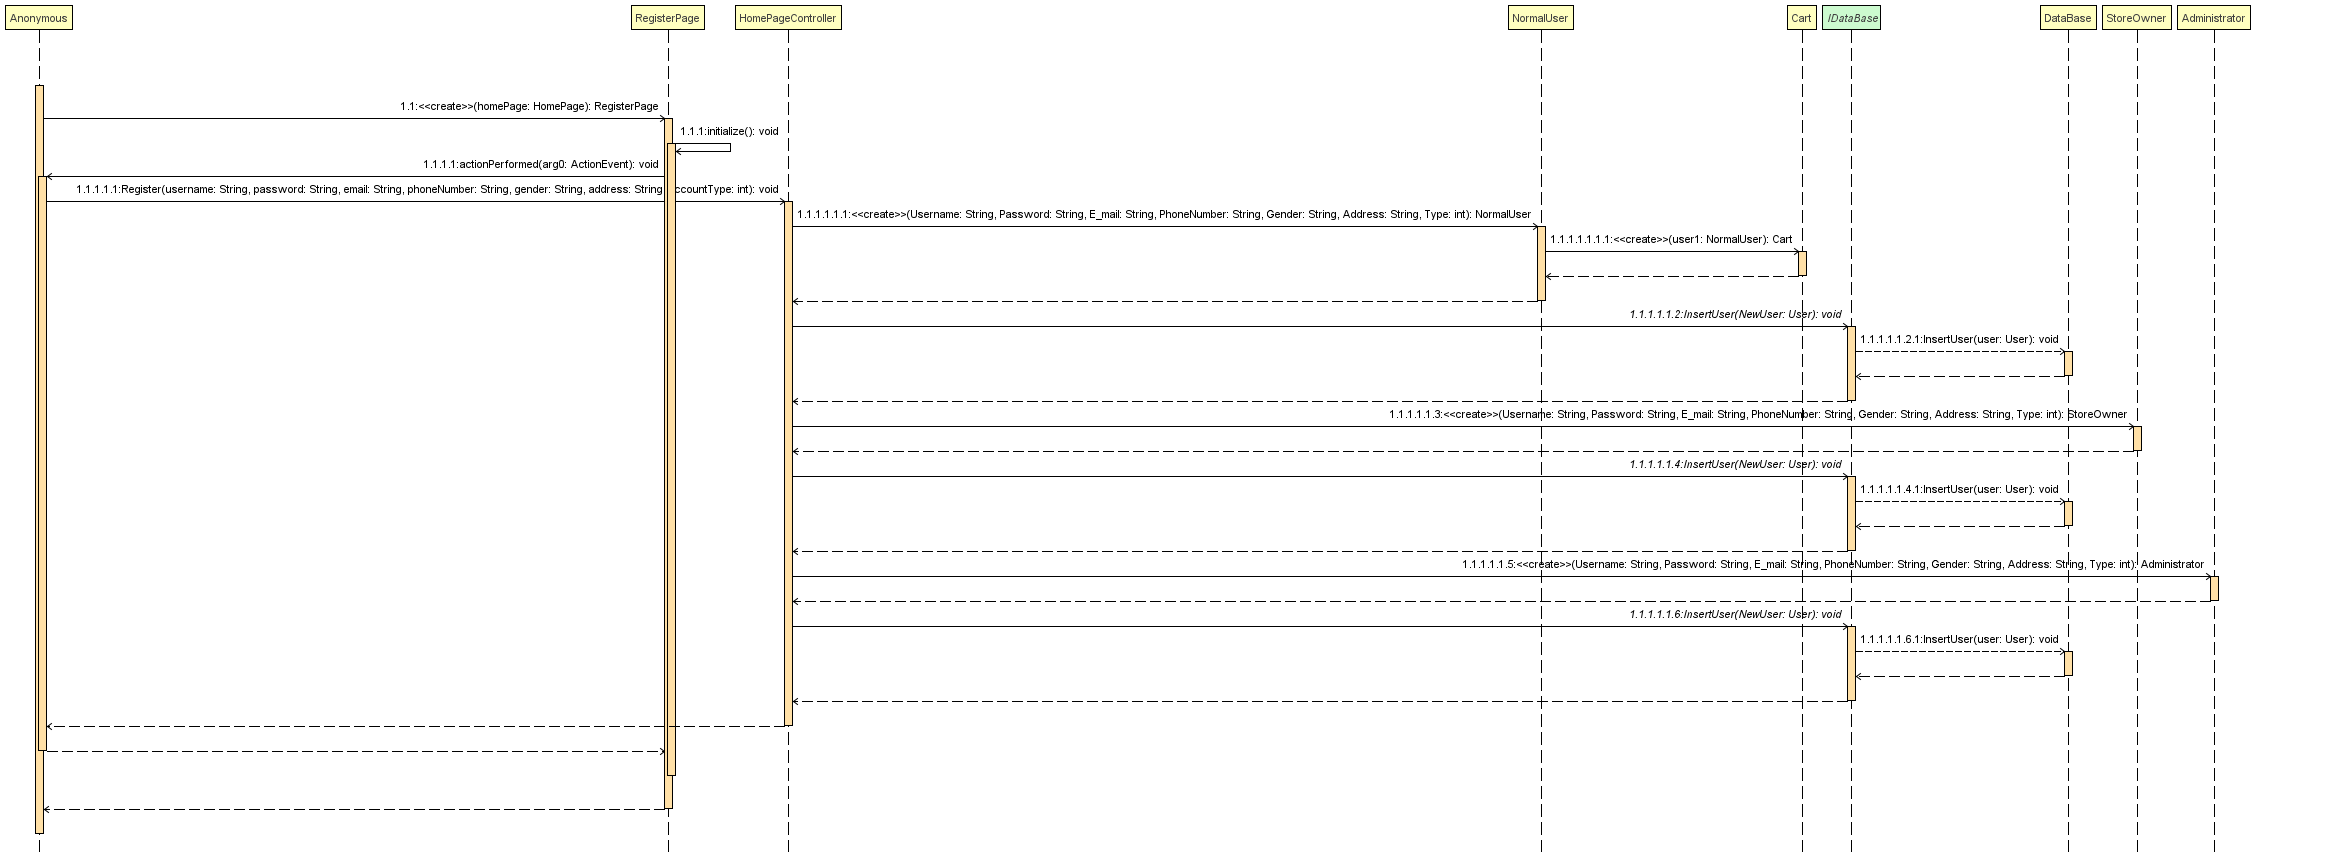 Anonymous
RegisterPage
HomePageController
NormalUser
Cart
IDataBase
DataBase
StoreOwner
Administrator
1.1:<<create>>(homePage: HomePage): RegisterPage
1.1.1:initialize(): void
1.1.1.1:actionPerformed(arg0: ActionEvent): void
1.1.1.1.1:Register(username: String, password: String, email: String, phoneNumber: String, gender: String, address: String ccountType: int): void
1.1.1.1.1.1:<<create>>(Username: String, Password: String, E_mail: String, PhoneNumber: String, Gender: String, Address: String, Type: int): NormalUser
1.1.1.1.1.1.1:<<create>>(user1: NormalUser): Cart
1.1.1.1.1.2:InsertUser(NewUser: User): void
1.1.1.1.1.2.1:InsertUser(user: User): void
1.1.1.1.1.3:<<create>>(Username: String, Password: String, E_mail: String, PhoneNumber: String, Gender: String, Address: String, Type: int): StoreOwner
1.1.1.1.1.4:InsertUser(NewUser: User): void
1.1.1.1.1.4.1:InsertUser(user: User): void
1.1.1.1.1.5:<<create>>(Username: String, Password: String, E_mail: String, PhoneNumber: String, Gender: String, Address: String, Type: int): Administrator
1.1.1.1.1.6:InsertUser(NewUser: User): void
1.1.1.1.1.6.1:InsertUser(user: User): void